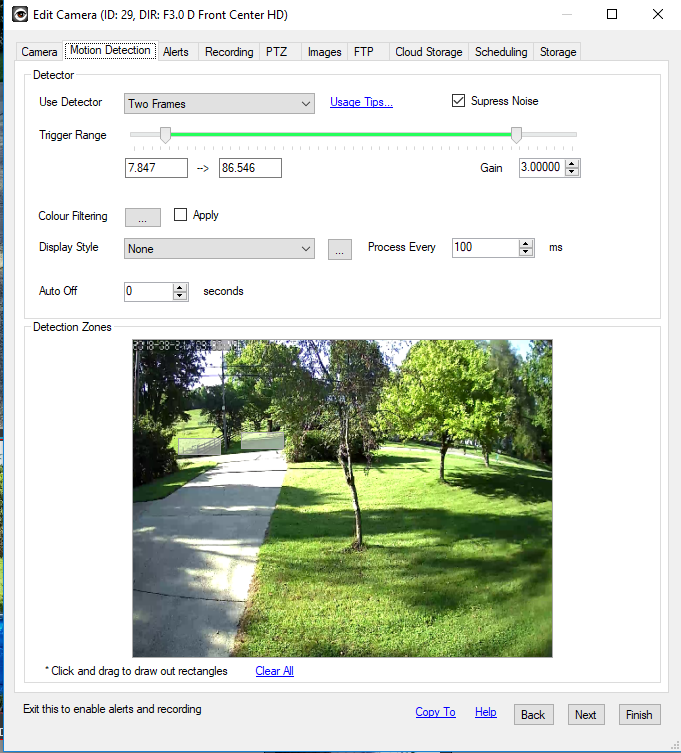 Edit Camera (ID: 29, DIR: F3.0 D Front Center HD)
Camera Motion Detection Alerts Recording PTZ Images FTP Cloud Storage Scheduling Storage
Detector
Use Detector Two Frames Usage Tips... Supress Noise
Trigger Range
7.847 --> 86.546 Gain 3.00000
Colour Filtering ... Apply
Display Style None ... Process Every 100 ms
Auto Off 0 seconds
Detection Zones
* Click and drag to draw out rectangles Clear All
Exit this to enable alerts and recording
Copy To Help Back Next Finish